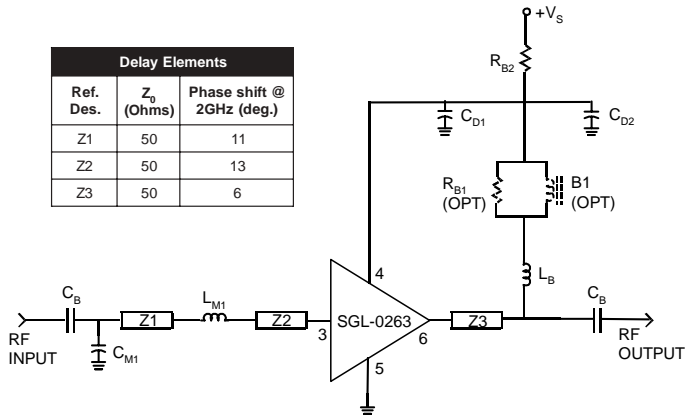 +VS
RB2
Delay Elements
Ref. Des. Z0 (Ohms) Phase shift @ 2GHz (deg.)
Z1 50 11
Z2 50 13
Z3 50 6
CD1
CD2
RB1 (OPT)
B1 (OPT)
LB
4
CB
Z1
LM1
Z2
3
SGL-0263
6
Z3
CB
RF INPUT
CM1
5
RF OUTPUT